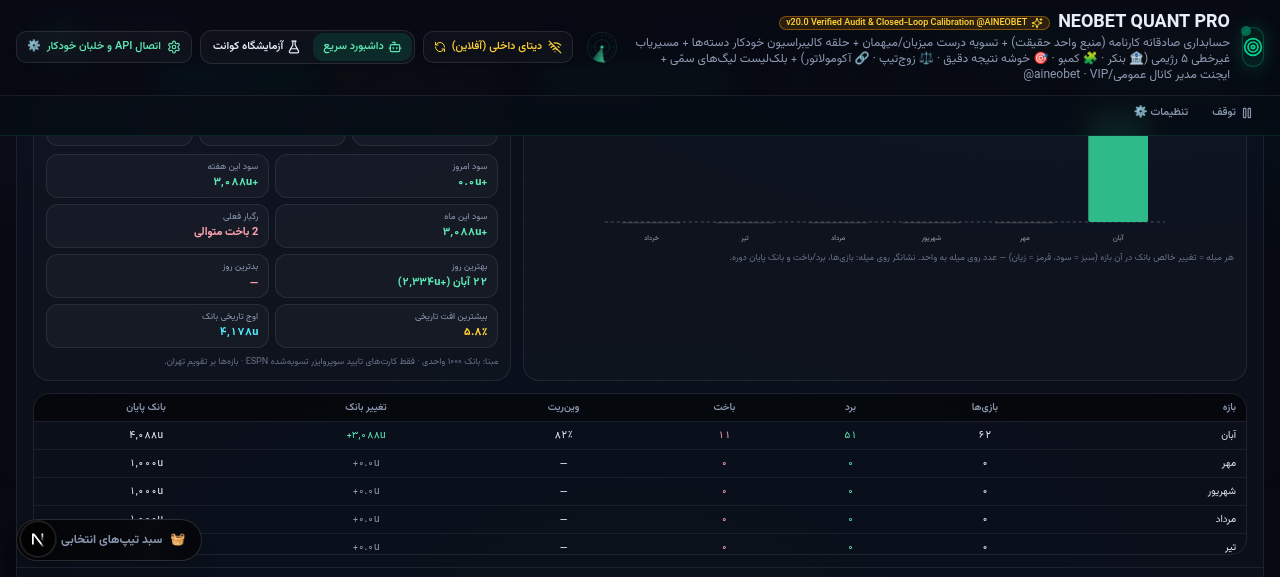 NEOBET QUANT PRO
v20.0 Verified Audit & Closed-Loop Calibration @AINEOBET
حسابداری صادقانه کارنامه (منبع واحد حقیقت) + تسویه درست میزبان/میهمان + حلقه کالیبراسیون خودکار دسته‌ها + مسیریاب
غیرخطی ۵ رژیمی (🏦 بنکر · 🧩 کمبو · 🎯 خوشه نتیجه دقیق · ⚖️ زوج‌تیپ · 🔗 آکومولاتور) + بلک‌لیست لیگ‌های سمّی +
ایجنت مدیر کانال عمومی/VIP · @aineobet
دیتای داخلی (آفلاین)
داشبورد سریع
آزمایشگاه کوانت
اتصال API و خلبان خودکار ⚙️
توقف
تنظیمات ⚙️
خرداد تیر مرداد شهریور مهر آبان
هر میله = تغییر خالص بانک در آن بازه (سبز = سود، قرمز = زیان) — عدد روی میله به واحد. نشانگر روی میله: بازی‌ها، برد/باخت و بانک پایان دوره.
سود امروز
+۰.۰u
سود این هفته
+۳,۰۸۸u
سود این ماه
+۳,۰۸۸u
رگبار فعلی
2 باخت متوالی
بهترین روز
۲۲ آبان (+۲,۳۳۴u)
بدترین روز
—
بیشترین افت تاریخی
۵.۸٪
اوج تاریخی بانک
۴,۱۷۸u
مبنا: بانک ۱۰۰۰ واحدی · فقط کارت‌های تایید سوپروایزر تسویه‌شده ESPN · بازه‌ها بر تقویم تهران.
بازه بازی‌ها برد باخت وین‌ریت تغییر بانک بانک پایان
آبان ۶۲ ۵۱ ۱۱ ۸۲٪ +۳,۰۸۸u ۴,۰۸۸u
مهر ۰ ۰ ۰ — +۰.۰u ۱,۰۰۰u
شهریور ۰ ۰ ۰ — +۰.۰u ۱,۰۰۰u
مرداد ۰ ۰ ۰ — +۰.۰u
تیر ۰ ۰ ۰ — +۰.۰u
🧺 سبد تیپ‌های انتخابی
N